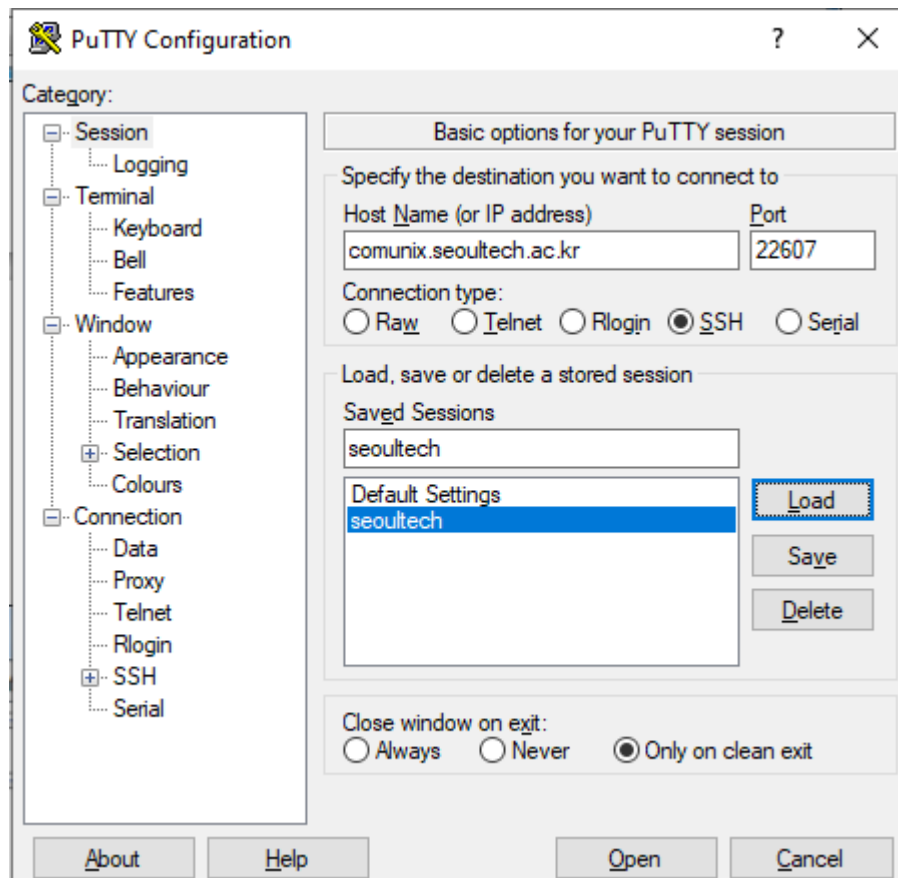 PuTTY Configuration
?
Category:
Session
Logging
Terminal
Keyboard
Bell
Features
Window
Appearance
Behaviour
Translation
Selection
Colours
Connection
Data
Proxy
Telnet
Rlogin
SSH
Serial
Basic options for your PuTTY session
Specify the destination you want to connect to
Host Name (or IP address) Port
comunix.seoultech.ac.kr 22607
Connection type:
Raw Telnet Rlogin SSH Serial
Load, save or delete a stored session
Saved Sessions
seoultech
Default Settings
seoultech
Load
Save
Delete
Close window on exit:
Always Never Only on clean exit
About Help Open Cancel